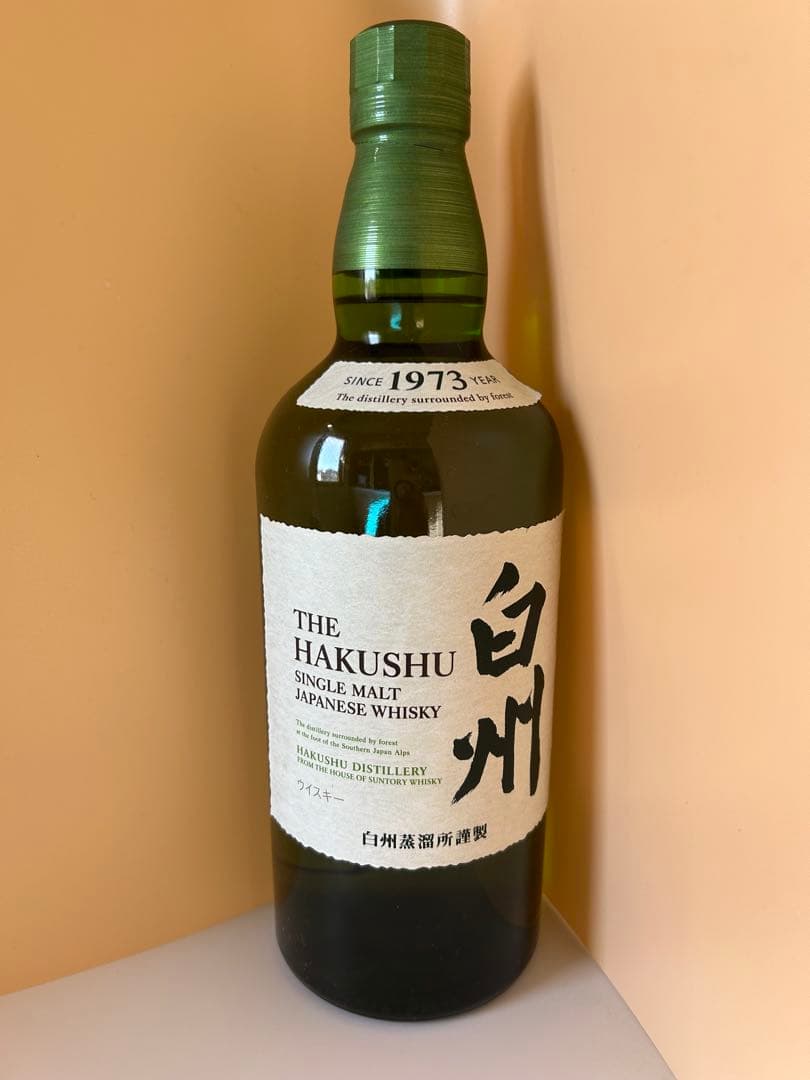 SINCE 1973 YEAR
The distillery surrounded by forest
白州
THE
HAKUSHU
SINGLE MALT
JAPANESE WHISKY
The distillery surrounded by forest
at the foot of the Southern Japan Alps
HAKUSHU DISTILLERY
FROM THE HOUSE OF SUNTORY WHISKY
ウイスキー
白州蒸溜所謹製